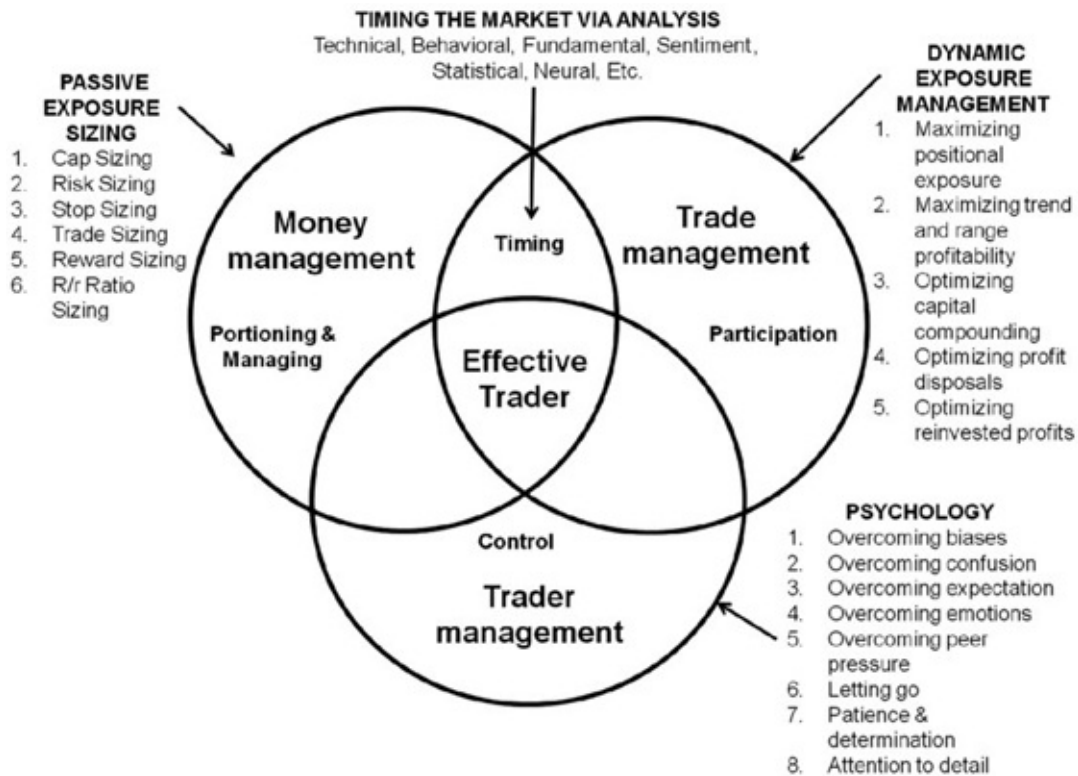 TIMING THE MARKET VIA ANALYSIS
Technical, Behavioral, Fundamental, Sentiment,
Statistical, Neural, Etc.
PASSIVE
EXPOSURE
SIZING
1. Cap Sizing
2. Risk Sizing
3. Stop Sizing
4. Trade Sizing
5. Reward Sizing
6. R/r Ratio
Sizing
DYNAMIC
EXPOSURE
MANAGEMENT
1. Maximizing
positional
exposure
2. Maximizing trend
and range
profitability
3. Optimizing
capital
compounding
4. Optimizing profit
disposals
5. Optimizing
reinvested profits
Money
management
Portioning &
Managing
Timing
Trade
management
Participation
Effective
Trader
Control
Trader
management
PSYCHOLOGY
1. Overcoming biases
2. Overcoming confusion
3. Overcoming expectation
4. Overcoming emotions
5. Overcoming peer
pressure
6. Letting go
7. Patience &
determination
8. Attention to detail